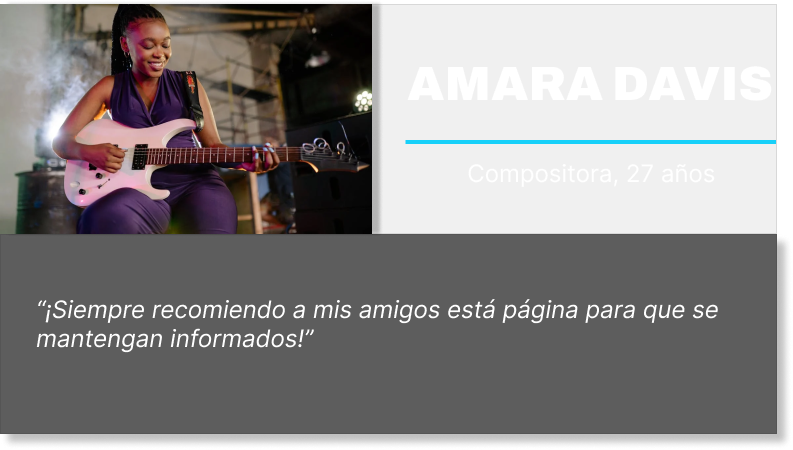 AMARA DAVIS
Compositora, 27 años
“¡Siempre recomiendo a mis amigos está página para que se
mantengan informados!”